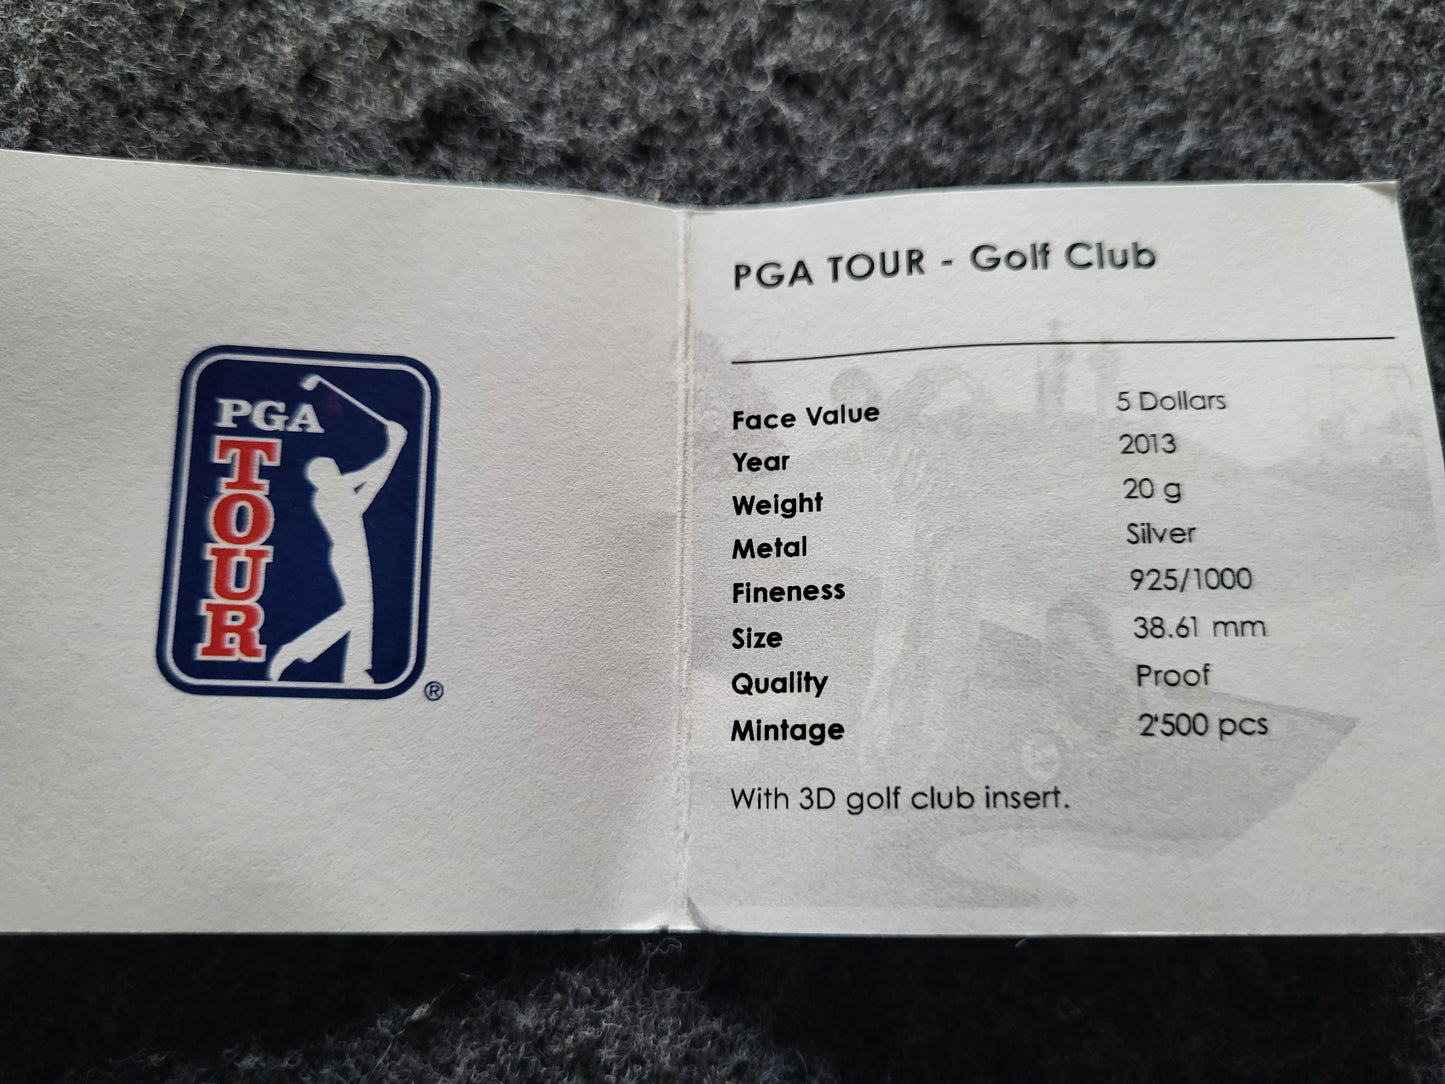 PGA
TOUR
®
PGA TOUR - Golf Club
Face Value 5 Dollars
Year 2013
Weight 20 g
Metal Silver
Fineness 925/1000
Size 38.61 mm
Quality Proof
Mintage 2'500 pcs
With 3D golf club insert.